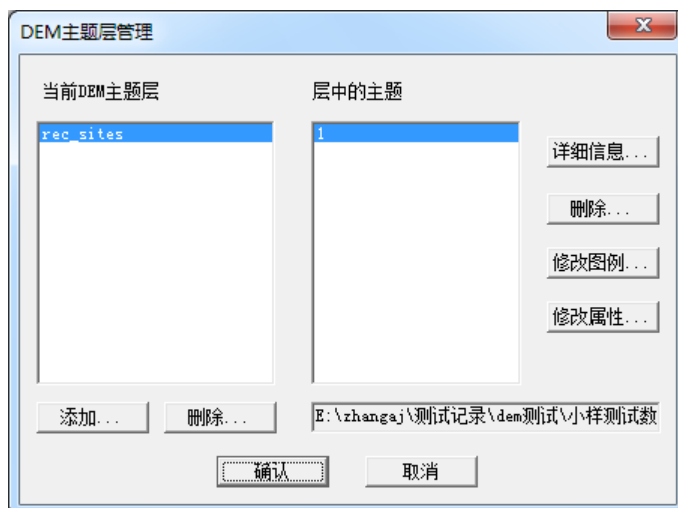 DEM主题层管理
当前DEM主题层
层中的主题
rec_sites
1
详细信息...
删除...
修改图例...
修改属性...
添加...
删除...
E:\zhangaj\测试记录\dem测试\小样测试数
确认
取消